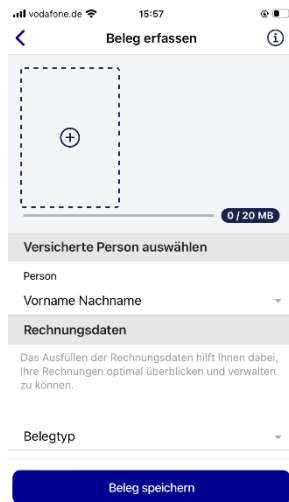 vodafone.de 15:57
Beleg erfassen
0 / 20 MB
Versicherte Person auswählen
Person
Vorname Nachname
Rechnungsdaten
Das Ausfüllen der Rechnungsdaten hilft Ihnen dabei,
Ihre Rechnungen optimal überblicken und verwalten
zu können.
Belegtyp
Beleg speichern